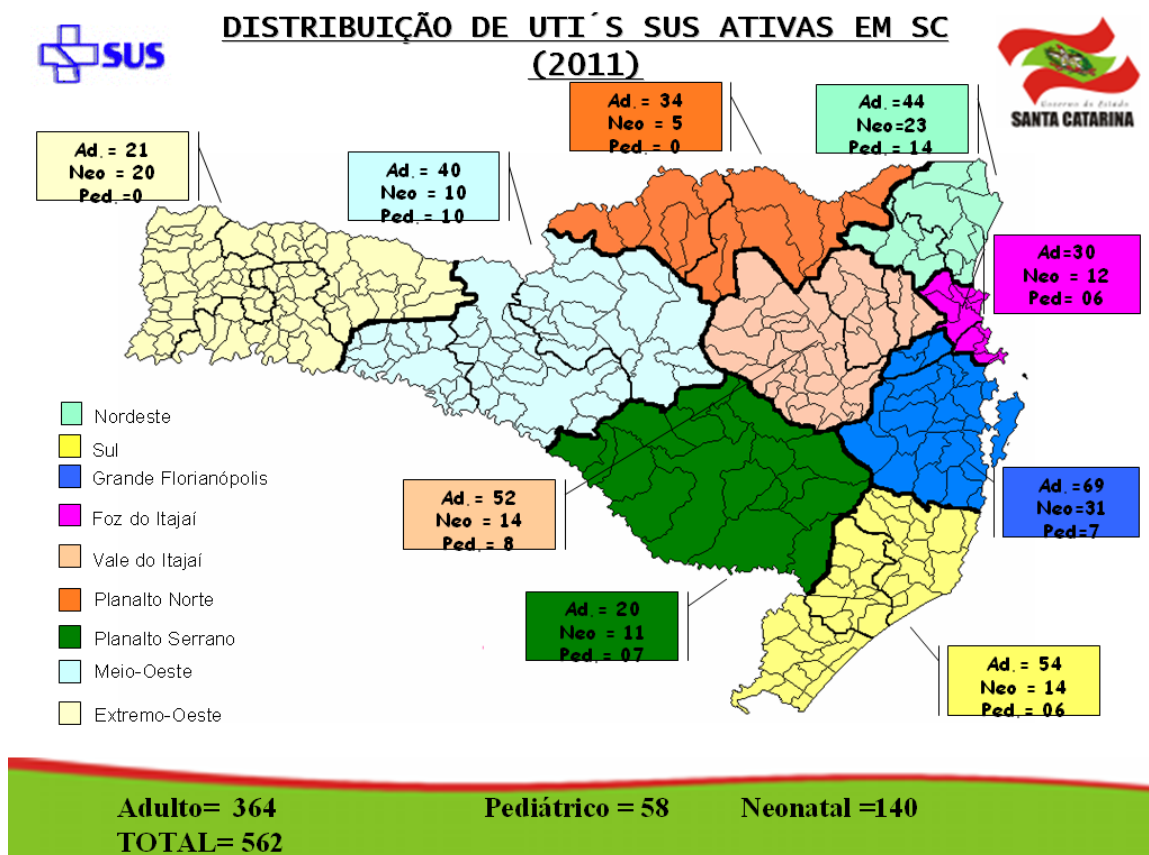 DISTRIBUIÇÃO DE UTI´S SUS ATIVAS EM SC
(2011)
SUS
Governo do Estado
SANTA CATARINA
Ad. = 21
Neo = 20
Ped.=0
Ad. = 40
Neo = 10
Ped.= 10
Ad. = 34
Neo = 5
Ped. = 0
Ad. =44
Neo=23
Ped. = 14
Ad=30
Neo = 12
Ped= 06
Ad. =69
Neo=31
Ped=7
Ad. = 52
Neo = 14
Ped. = 8
Ad. = 20
Neo = 11
Ped.= 07
Ad. = 54
Neo = 14
Ped. = 06
Nordeste
Sul
Grande Florianópolis
Foz do Itajaí
Vale do Itajaí
Planalto Norte
Planalto Serrano
Meio-Oeste
Extremo-Oeste
Adulto= 364 Pediátrico = 58 Neonatal =140
TOTAL= 562